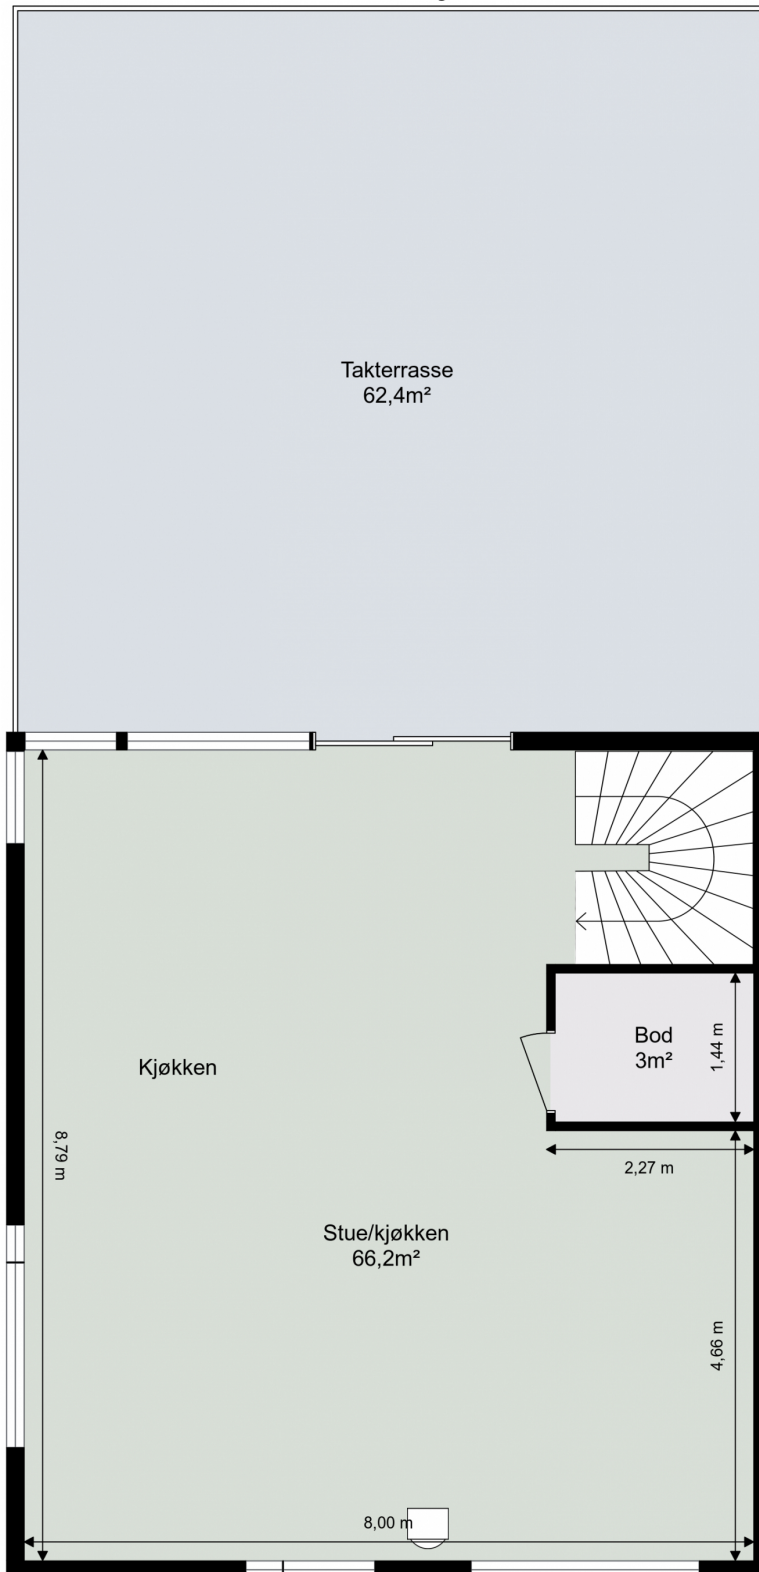 Takterrasse
62,4m²
Bod
3m²
1,44 m
Kjøkken
8,79 m
2,27 m
Stue/kjøkken
66,2m²
4,66 m
8,00 m